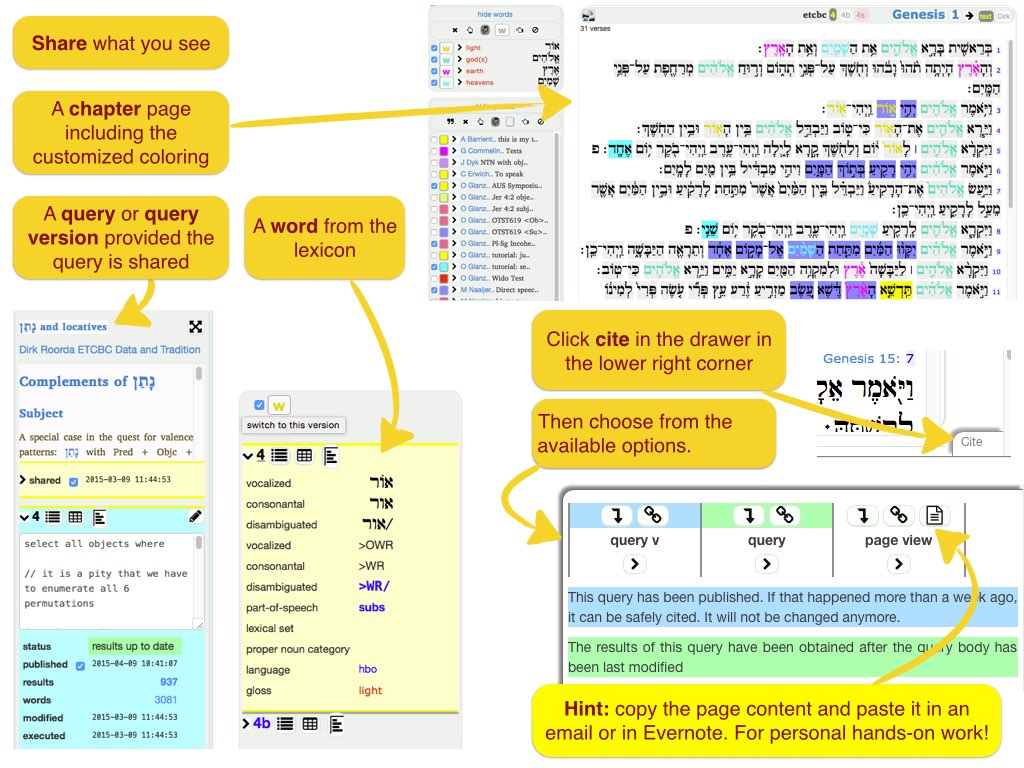 Share what you see
A chapter page
including the
customized coloring
A query or query
version provided the
query is shared
A word from the
lexicon
hide words
w light אוֹר
w god(s) אֱלֹהִים
w earth אֶרֶץ
w heavens שָׁמַיִם
A Barrient.. this is my t..
G Commelin.. Tests
J Dyk NTN with obj..
C Erwich.. To speak
O Glanz.. AUS Symposiu..
O Glanz.. Jer 4:2 obje..
O Glanz.. Jer 4:2 subj..
O Glanz.. OTST619 <Ob>..
O Glanz.. OTST619 <Su>..
O Glanz.. Pl-Sg Incohe..
O Glanz.. tutorial: ju..
O Glanz.. tutorial: se..
O Glanz.. Wido Test
M Naaijer.. Direct speec..
etcbc 4 4b 4s Genesis 1 text Dirk
31 verses
1 בְּרֵאשִׁית בָּרָא אֱלֹהִים אֵת הַשָּׁמַיִם וְאֵת הָאָרֶץ׃
2 וְהָאָרֶץ הָיְתָה תֹהוּ וָבֹהוּ וְחֹשֶׁךְ עַל־פְּנֵי תְהוֹם וְרוּחַ אֱלֹהִים מְרַחֶפֶת עַל־פְּנֵי
הַמָּיִם׃
3 וַיֹּאמֶר אֱלֹהִים יְהִי אוֹר וַיְהִי־אוֹר׃
4 וַיַּרְא אֱלֹהִים אֶת־הָאוֹר כִּי־טוֹב וַיַּבְדֵּל אֱלֹהִים בֵּין הָאוֹר וּבֵין הַחֹשֶׁךְ׃
5 וַיִּקְרָא אֱלֹהִים ׀ לָאוֹר יוֹם וְלַחֹשֶׁךְ קָרָא לָיְלָה וַיְהִי־עֶרֶב וַיְהִי־בֹקֶר יוֹם אֶחָד׃ פ
6 וַיֹּאמֶר אֱלֹהִים יְהִי רָקִיעַ בְּתוֹךְ הַמָּיִם וִיהִי מַבְדִּיל בֵּין מַיִם לָמָיִם׃
7 וַיַּעַשׂ אֱלֹהִים אֶת־הָרָקִיעַ וַיַּבְדֵּל בֵּין הַמַּיִם אֲשֶׁר מִתַּחַת לָרָקִיעַ וּבֵין הַמַּיִם אֲשֶׁר
מֵעַל לָרָקִיעַ וַיְהִי־כֵן׃
8 וַיִּקְרָא אֱלֹהִים לָרָקִיעַ שָׁמָיִם וַיְהִי־עֶרֶב וַיְהִי־בֹקֶר יוֹם שֵׁנִי׃ פ
9 וַיֹּאמֶר אֱלֹהִים יִקָּווּ הַמַּיִם מִתַּחַת הַשָּׁמַיִם אֶל־מָקוֹם אֶחָד וְתֵרָאֶה הַיַּבָּשָׁה וַיְהִי־כֵן׃
10 וַיִּקְרָא אֱלֹהִים ׀ לַיַּבָּשָׁה אֶרֶץ וּלְמִקְוֵה הַמַּיִם קָרָא יַמִּים וַיַּרְא אֱלֹהִים כִּי־טוֹב׃
11 וַיֹּאמֶר אֱלֹהִים תַּדְשֵׁא הָאָרֶץ דֶּשֶׁא עֵשֶׂב מַזְרִיעַ זֶרַע עֵץ פְּרִי עֹשֶׂה פְּרִי לְמִינוֹ
נָתַן and locatives
Dirk Roorda ETCBC Data and Tradition
Complements of נָתַן
Subject
A special case in the quest for valence
patterns: נָתַן with Pred + Objc +
shared 2015-03-09 11:44:53
4
select all objects where
// it is a pity that we have
to enumerate all 6
permutations
status results up to date
published 2015-04-09 10:41:07
results 937
words 3081
modified 2015-03-09 11:44:53
executed 2015-03-09 11:44:53
w
switch to this version
4
vocalized אוֹר
consonantal אור
disambiguated אור/
vocalized >OWR
consonantal >WR
disambiguated >WR/
part-of-speech subs
lexical set
proper noun category
language hbo
gloss light
4b
Click cite in the drawer in
the lower right corner
Then choose from the
available options.
Genesis 15: 7
וַיֹּאמֶר אֵלָ
Cite
query v query page view
This query has been published. If that happened more than a week ago,
it can be safely cited. It will not be changed anymore.
The results of this query have been obtained after the query body has
been last modified
Hint: copy the page content and paste it in an
email or in Evernote. For personal hands-on work!